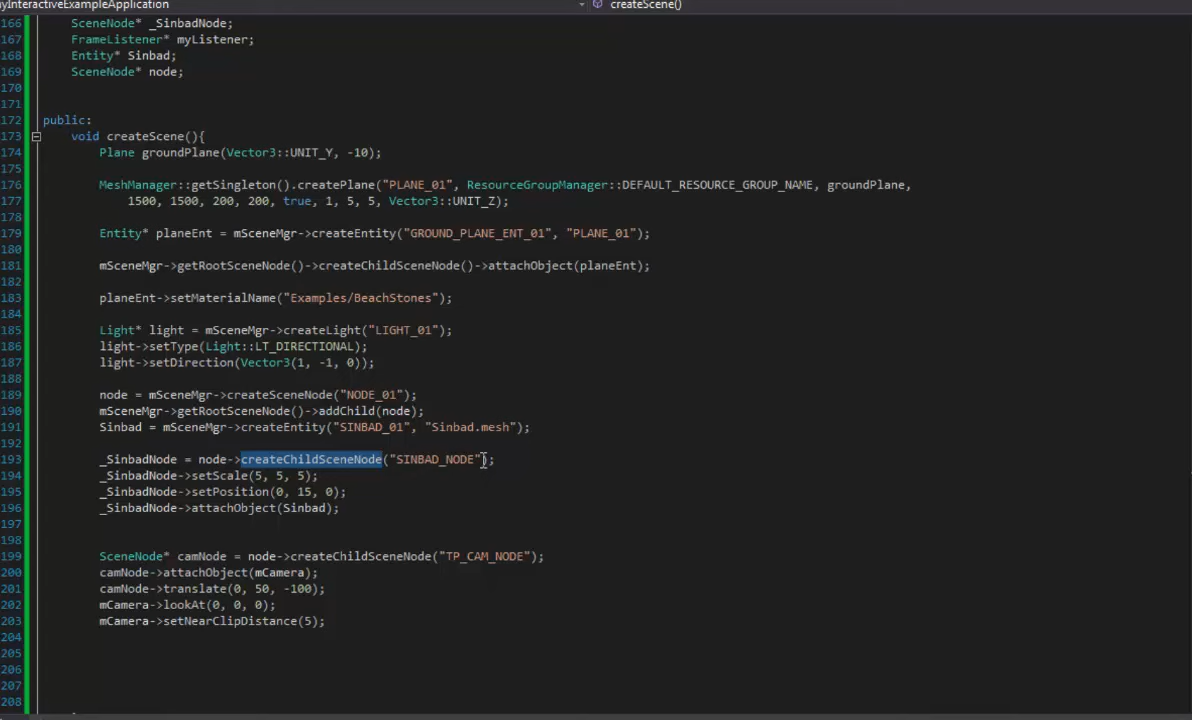 yInteractiveExampleApplication createScene()
166 SceneNode* _SinbadNode;
167 FrameListener* myListener;
168 Entity* Sinbad;
169 SceneNode* node;
170
171
172 public:
173 void createScene(){
174 Plane groundPlane(Vector3::UNIT_Y, -10);
175
176 MeshManager::getSingleton().createPlane("PLANE_01", ResourceGroupManager::DEFAULT_RESOURCE_GROUP_NAME, groundPlane,
177 1500, 1500, 200, 200, true, 1, 5, 5, Vector3::UNIT_Z);
178
179 Entity* planeEnt = mSceneMgr->createEntity("GROUND_PLANE_ENT_01", "PLANE_01");
180
181 mSceneMgr->getRootSceneNode()->createChildSceneNode()->attachObject(planeEnt);
182
183 planeEnt->setMaterialName("Examples/BeachStones");
184
185 Light* light = mSceneMgr->createLight("LIGHT_01");
186 light->setType(Light::LT_DIRECTIONAL);
187 light->setDirection(Vector3(1, -1, 0));
188
189 node = mSceneMgr->createSceneNode("NODE_01");
190 mSceneMgr->getRootSceneNode()->addChild(node);
191 Sinbad = mSceneMgr->createEntity("SINBAD_01", "Sinbad.mesh");
192
193 _SinbadNode = node->createChildSceneNode("SINBAD_NODE");
194 _SinbadNode->setScale(5, 5, 5);
195 _SinbadNode->setPosition(0, 15, 0);
196 _SinbadNode->attachObject(Sinbad);
197
198
199 SceneNode* camNode = node->createChildSceneNode("TP_CAM_NODE");
200 camNode->attachObject(mCamera);
201 camNode->translate(0, 50, -100);
202 mCamera->lookAt(0, 0, 0);
203 mCamera->setNearClipDistance(5);
204
205
206
207
208